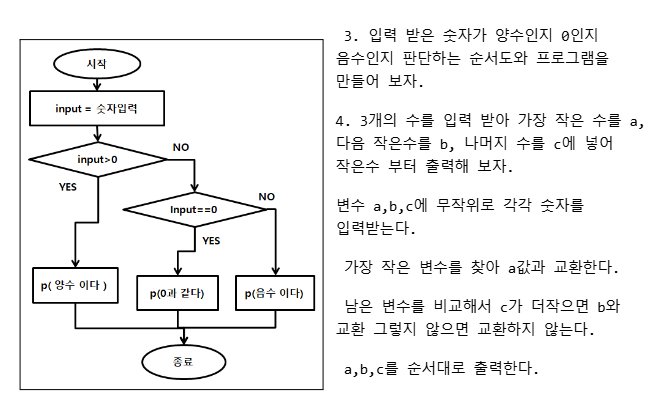 시작
input = 숫자입력
input>0
NO
YES
Input==0
NO
YES
p( 양수 이다 )
p(0과 같다)
p(음수 이다)
종료
3. 입력 받은 숫자가 양수인지 0인지
음수인지 판단하는 순서도와 프로그램을
만들어 보자.
4. 3개의 수를 입력 받아 가장 작은 수를 a,
다음 작은수를 b, 나머지 수를 c에 넣어
작은수 부터 출력해 보자.
변수 a,b,c에 무작위로 각각 숫자를
입력받는다.
가장 작은 변수를 찾아 a값과 교환한다.
남은 변수를 비교해서 c가 더작으면 b와
교환 그렇지 않으면 교환하지 않는다.
a,b,c를 순서대로 출력한다.